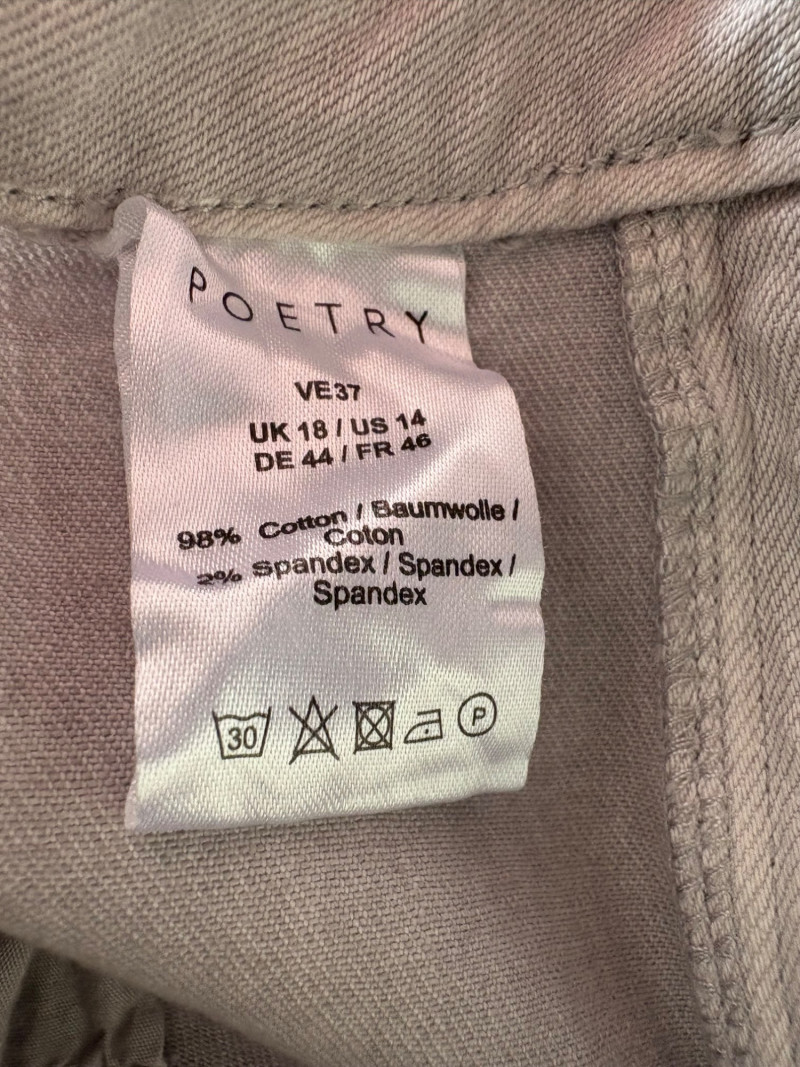 POETRY
VE37
UK 18 / US 14
DE 44 / FR 46
98% Cotton / Baumwolle /
Coton
2% Spandex / Spandex /
Spandex
30 P